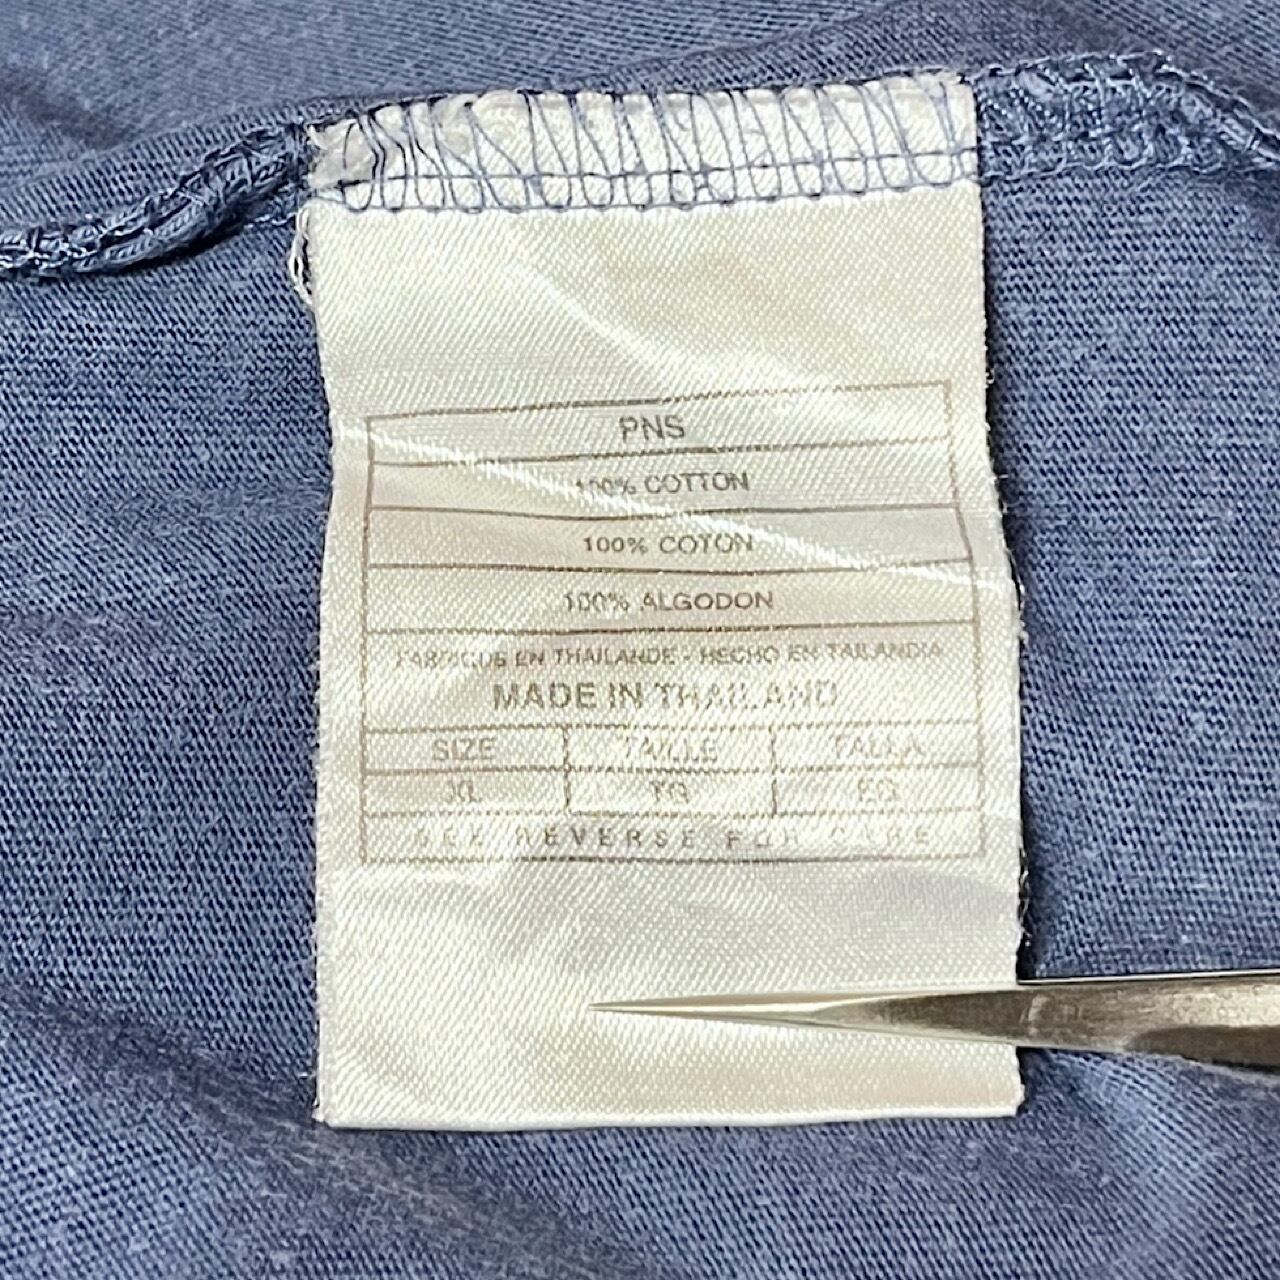 PNS
100% COTTON
100% COTON
100% ALGODON
FABRIQUE EN THAILANDE - HECHO EN TAILANDIA
MADE IN THAILAND
SIZE TAILLE TALLA
XL TG EG
SEE REVERSE FOR CARE